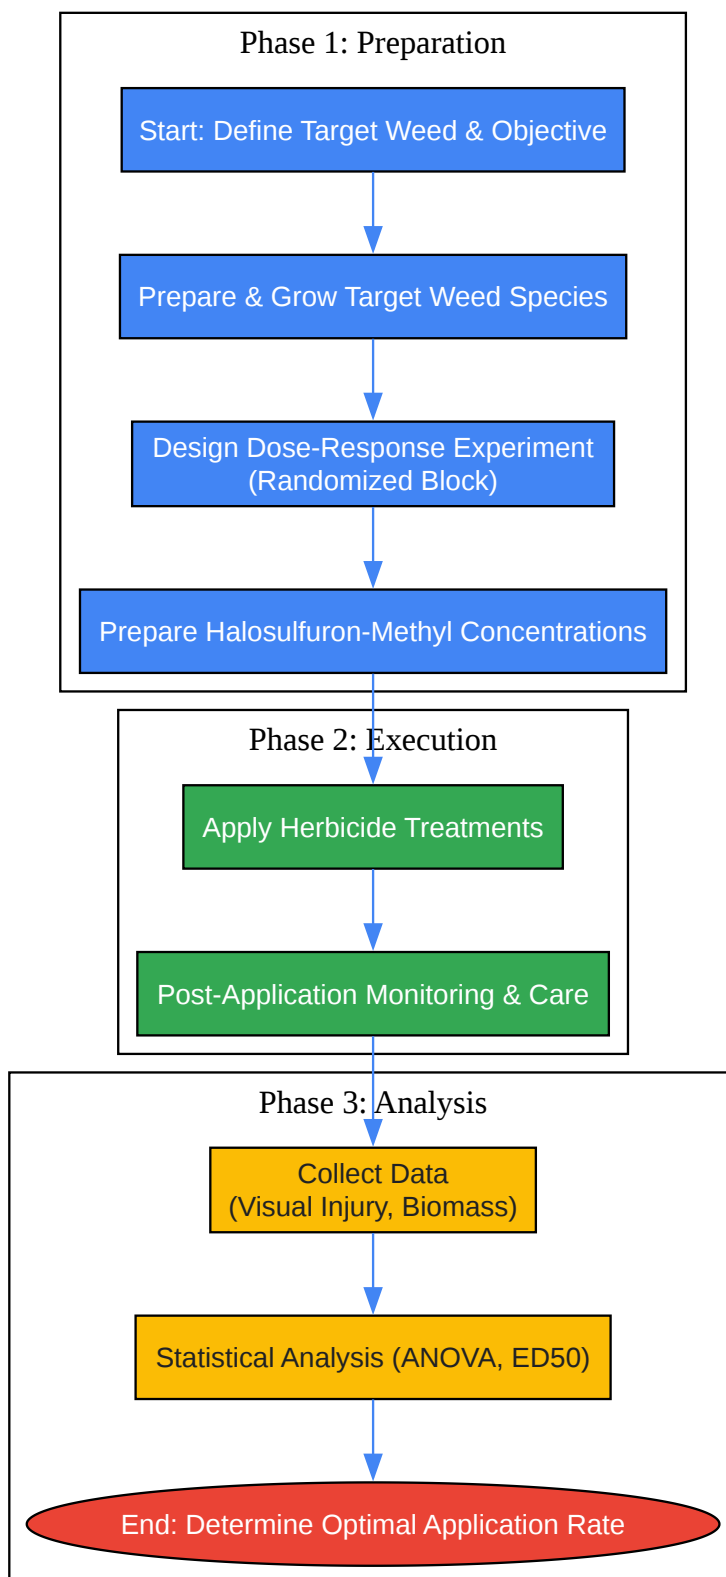 Phase 1: Preparation
Start: Define Target Weed & Objective
Prepare & Grow Target Weed Species
Design Dose-Response Experiment
(Randomized Block)
Prepare Halosulfuron-Methyl Concentrations
Phase 2: Execution
Apply Herbicide Treatments
Post-Application Monitoring & Care
Phase 3: Analysis
Collect Data
(Visual Injury, Biomass)
Statistical Analysis (ANOVA, ED50)
End: Determine Optimal Application Rate